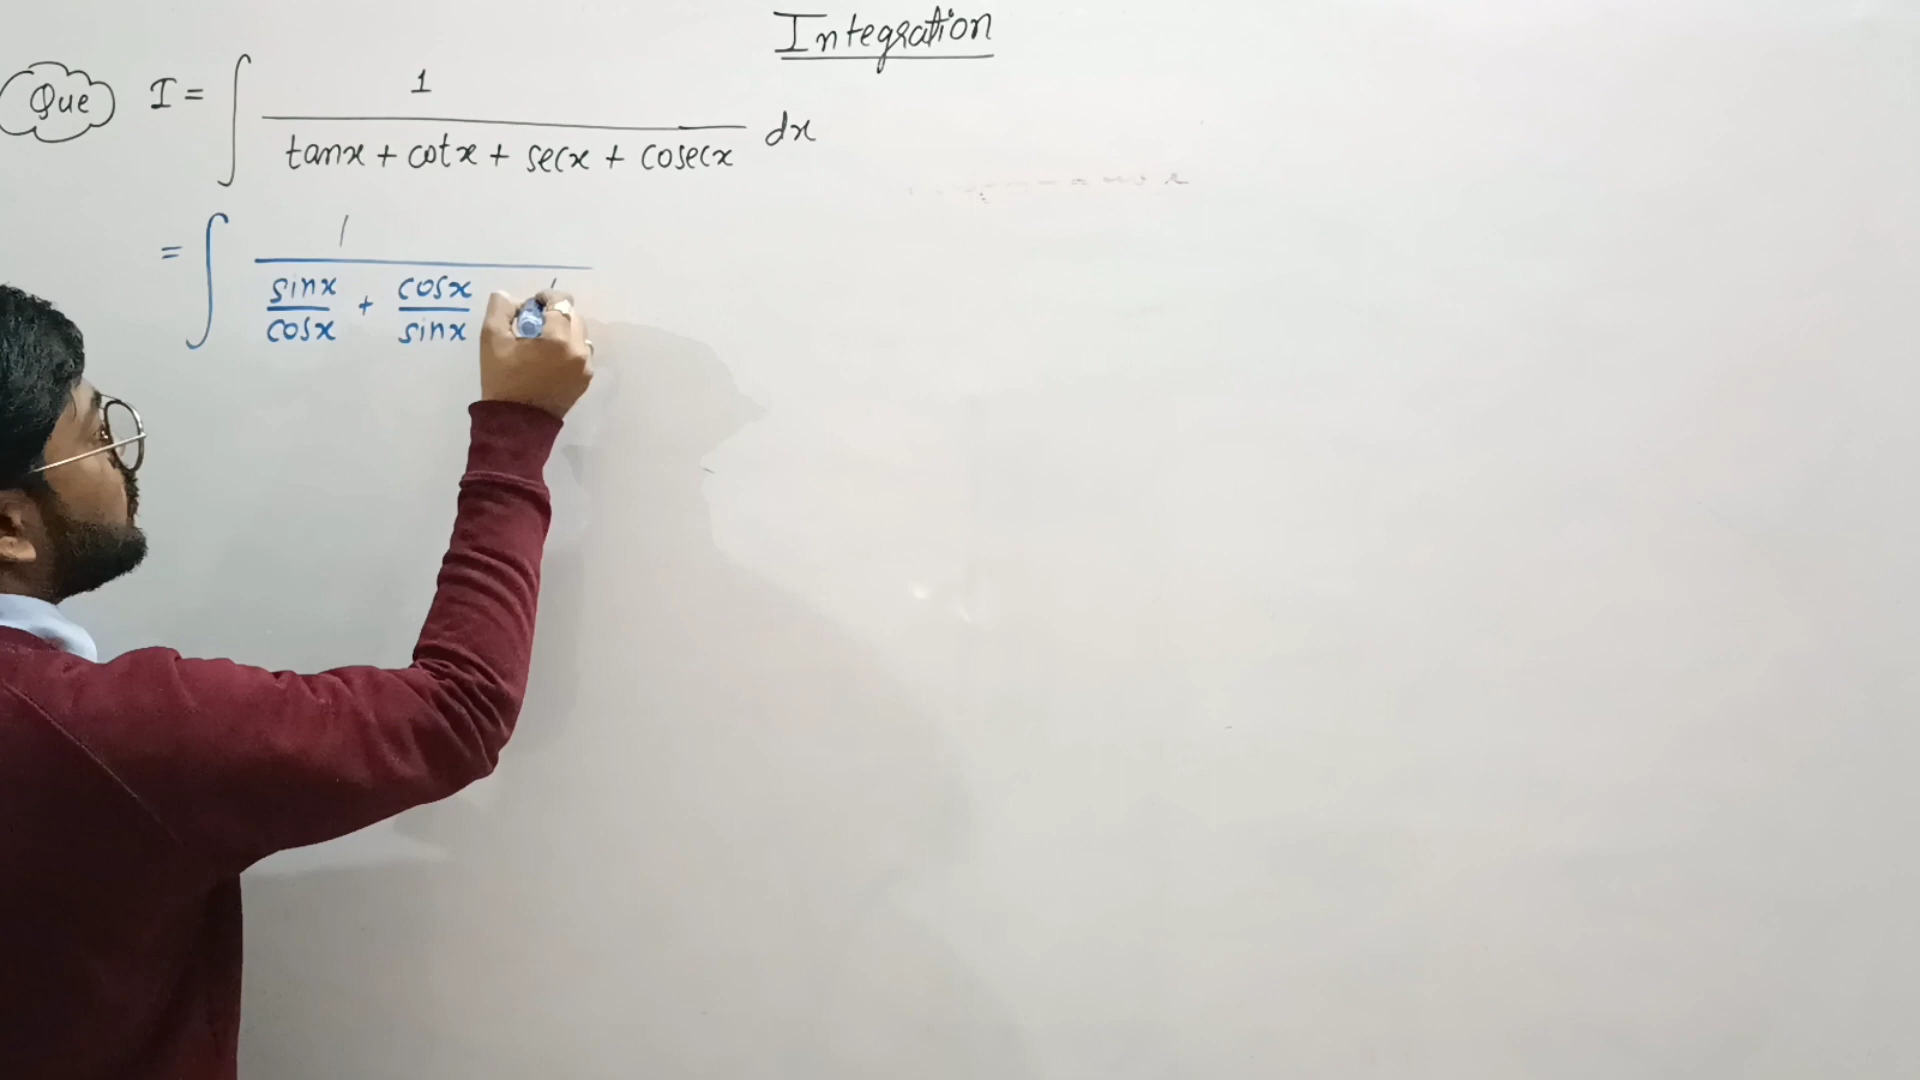 Integration
Que I = ∫ 1 / (tanx + cotx + secx + cosecx) dx
= ∫ 1 / (sinx/cosx + cosx/sinx